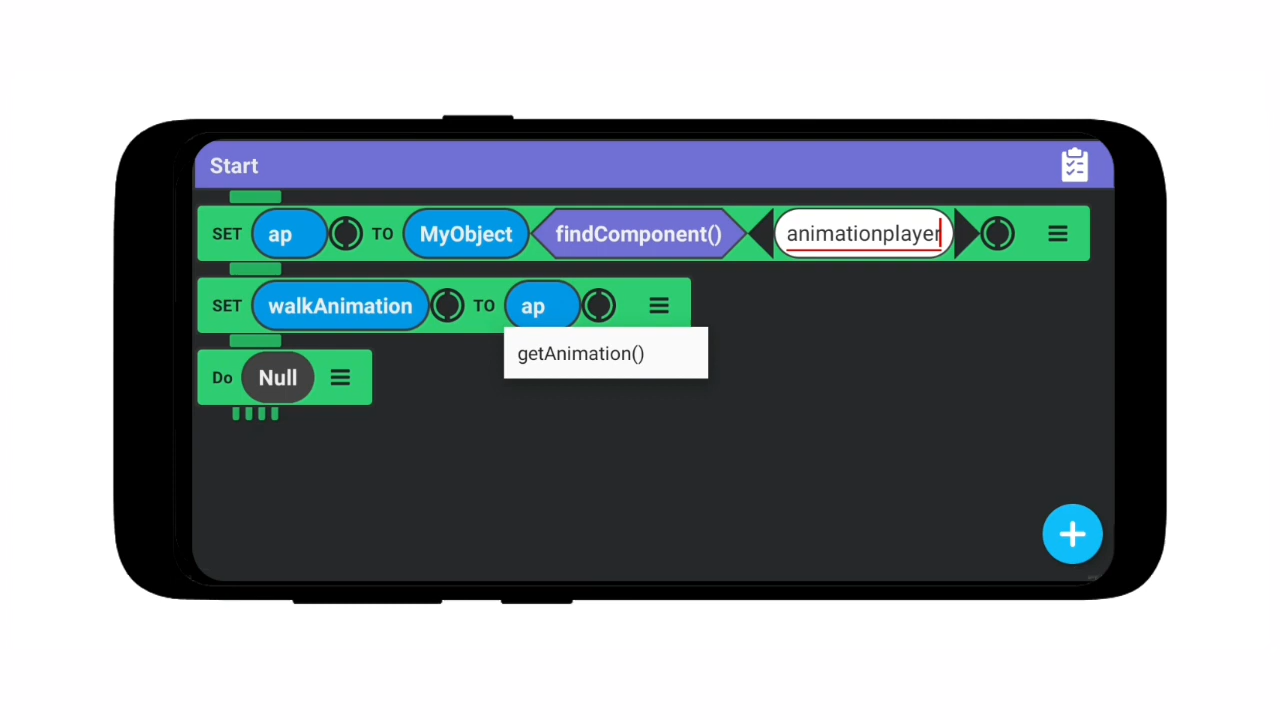 Start
SET ap TO MyObject findComponent() animationplayer
SET walkAnimation TO ap
getAnimation()
Do Null